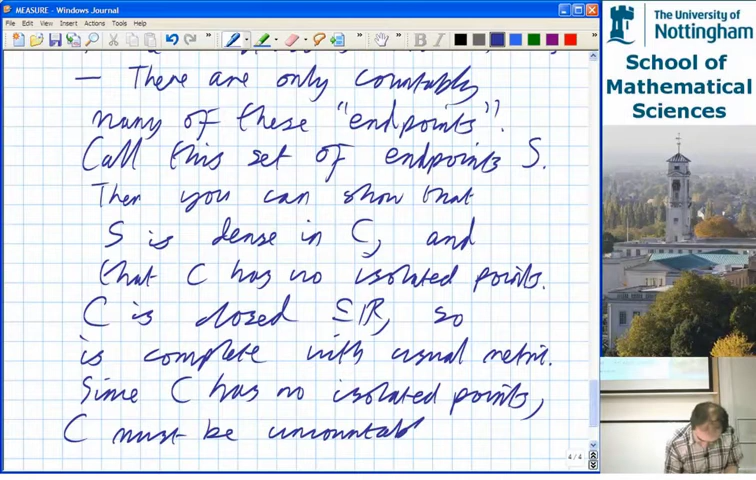 MEASURE - Windows Journal
File Edit View Insert Actions Tools Help
— There are only countably
many of these "endpoints".
Call this set of endpoints S.
Then you can show that
S is dense in C, and
that C has no isolated points.
C is closed ⊆ ℝ, so
is complete with usual metric.
Since C has no isolated points,
C must be uncountabl
4/4
The University of
Nottingham
School of
Mathematical
Sciences